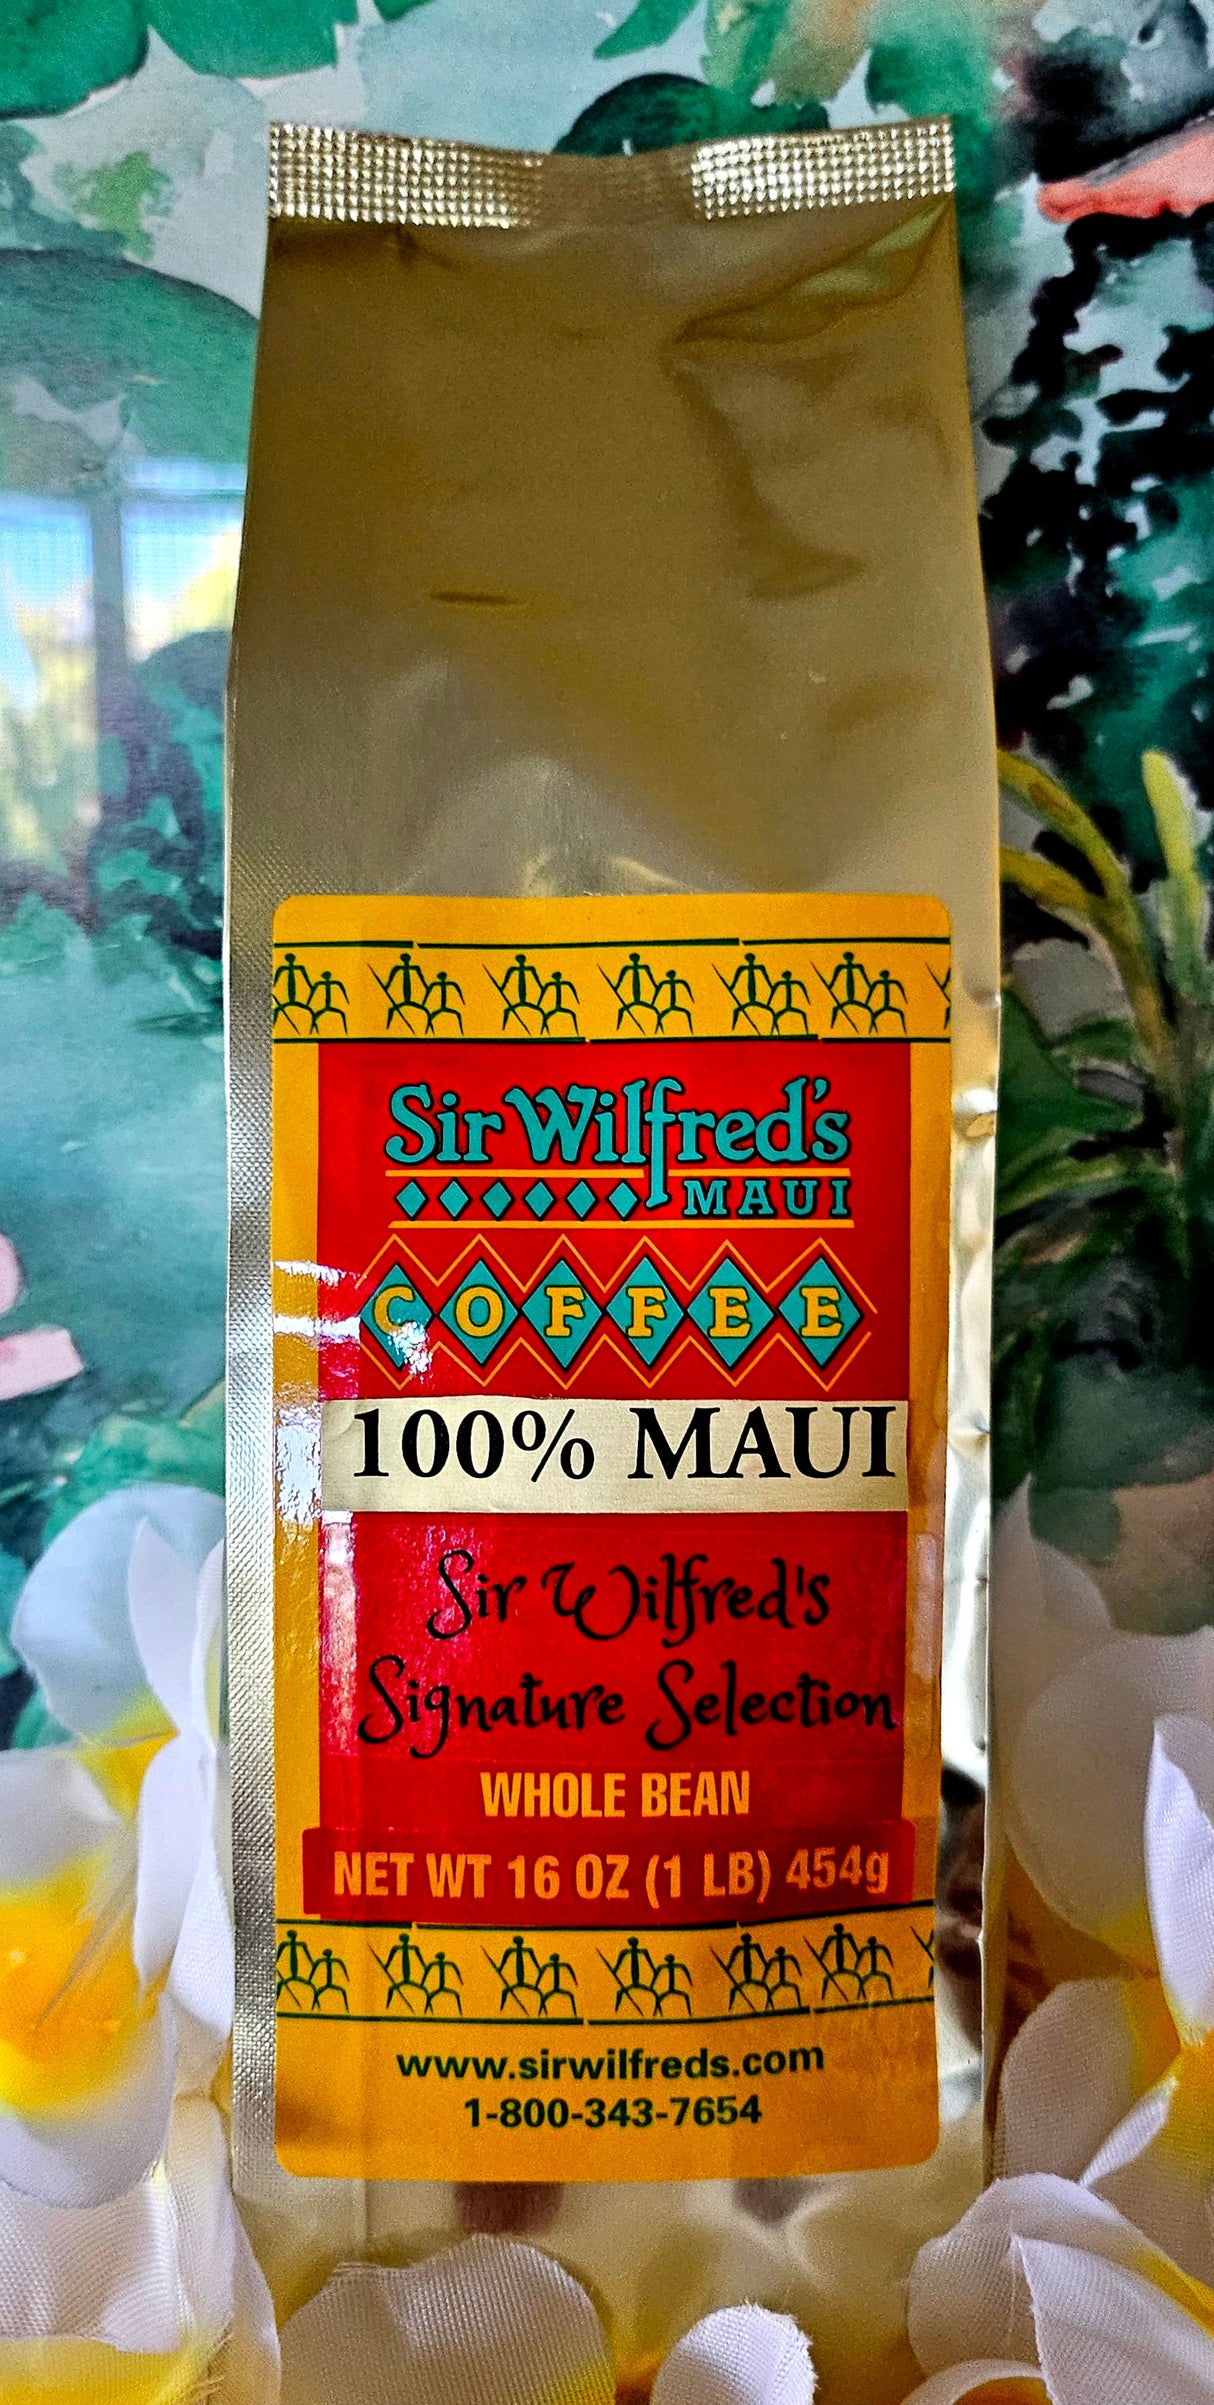 Sir Wilfred's
MAUI
COFFEE
100% MAUI
Sir Wilfred's
Signature Selection
WHOLE BEAN
NET WT 16 OZ (1 LB) 454g
www.sirwilfreds.com
1-800-343-7654